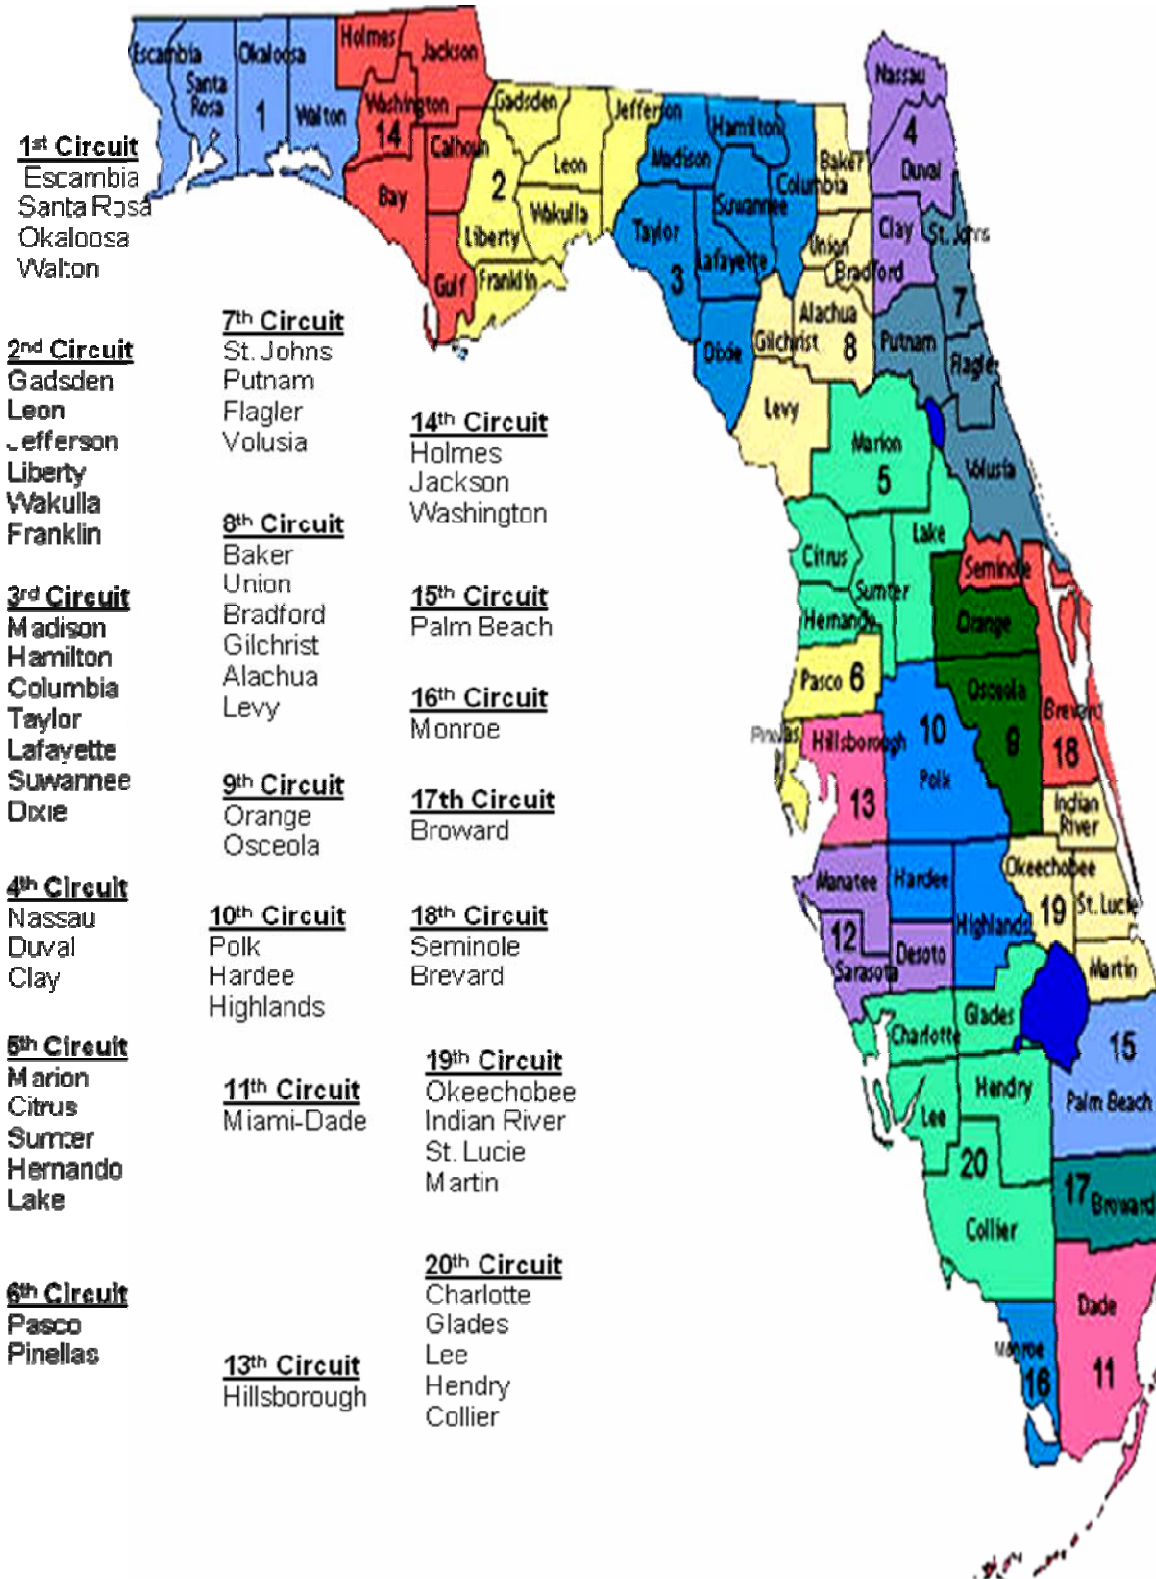 1st Circuit
Escambia
Santa Rosa
Okaloosa
Walton
2nd Circuit
Gadsden
Leon
Jefferson
Liberty
Wakulla
Franklin
3rd Circuit
Madison
Hamilton
Columbia
Taylor
Lafayette
Suwannee
Dixie
4th Circuit
Nassau
Duval
Clay
5th Circuit
Marion
Citrus
Sumter
Hernando
Lake
6th Circuit
Pasco
Pinellas
7th Circuit
St. Johns
Putnam
Flagler
Volusia
8th Circuit
Baker
Union
Bradford
Gilchrist
Alachua
Levy
9th Circuit
Orange
Osceola
10th Circuit
Polk
Hardee
Highlands
11th Circuit
Miami-Dade
13th Circuit
Hillsborough
14th Circuit
Holmes
Jackson
Washington
15th Circuit
Palm Beach
16th Circuit
Monroe
17th Circuit
Broward
18th Circuit
Seminole
Brevard
19th Circuit
Okeechobee
Indian River
St. Lucie
Martin
20th Circuit
Charlotte
Glades
Lee
Hendry
Collier
Escambia
Santa
Rosa
Okaloosa
1
Walton
Holmes
Jackson
Washington
14
Calhoun
Bay
Gulf
Gadsden
Jefferson
Leon
2
Wakulla
Liberty
Franklin
Hamilton
Madison
Columbia
Suwannee
Taylor
Lafayette
3
Dixie
Baker
Union
Bradford
Alachua
Gilchrist
8
Levy
Nassau
4
Duval
Clay
St. Johns
7
Putnam
Flagler
Volusia
Marion
5
Lake
Citrus
Sumter
Hernando
Pasco 6
Pinellas
Seminole
Orange
Osceola
9
Brevard
18
Hillsborough
13
10
Polk
Indian
River
Manatee
Hardee
Okeechobee
12
Highlands
19
St. Lucie
Sarasota
Desoto
Martin
Charlotte
Glades
15
Palm Beach
Hendry
Lee
20
Collier
17 Broward
Dade
11
Monroe
16